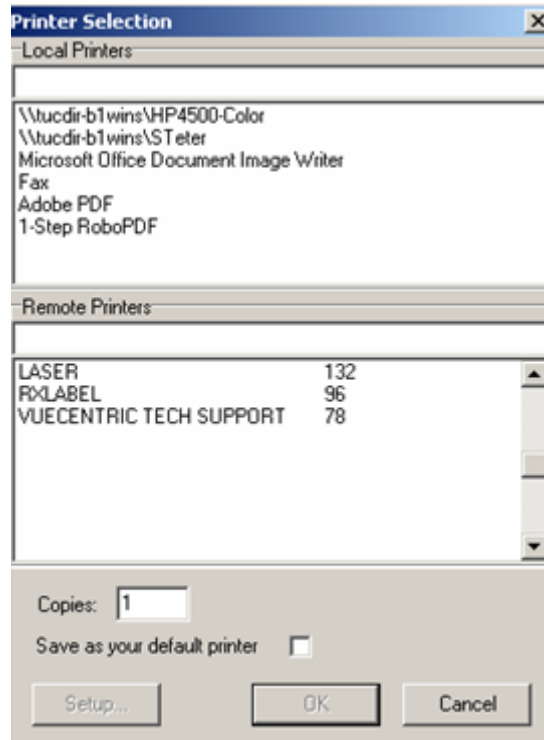 Printer Selection
Local Printers
\\tucdir-b1wins\HP4500-Color
\\tucdir-b1wins\STeter
Microsoft Office Document Image Writer
Fax
Adobe PDF
1-Step RoboPDF
Remote Printers
LASER 132
RXLABEL 96
VUECENTRIC TECH SUPPORT 78
Copies: 1
Save as your default printer
Setup... OK Cancel